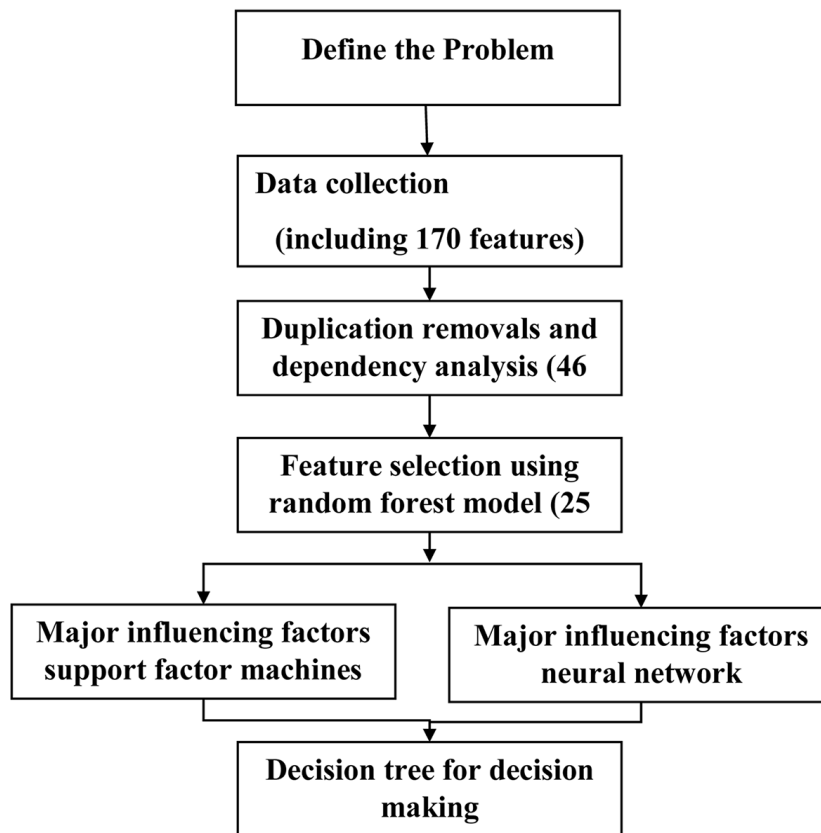 Define the Problem
Data collection
(including 170 features)
Duplication removals and
dependency analysis (46
Feature selection using
random forest model (25
Major influencing factors
support factor machines
Major influencing factors
neural network
Decision tree for decision
making